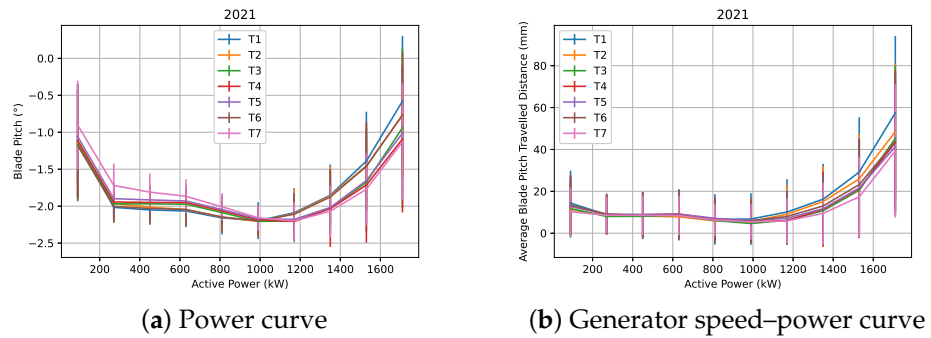 2021
Blade Pitch (°)
0.0
−0.5
−1.0
−1.5
−2.0
−2.5
T1
T2
T3
T4
T5
T6
T7
200 400 600 800 1000 1200 1400 1600
Active Power (kW)
(a) Power curve
2021
Average Blade Pitch Travelled Distance (mm)
80
60
40
20
0
T1
T2
T3
T4
T5
T6
T7
200 400 600 800 1000 1200 1400 1600
Active Power (kW)
(b) Generator speed–power curve